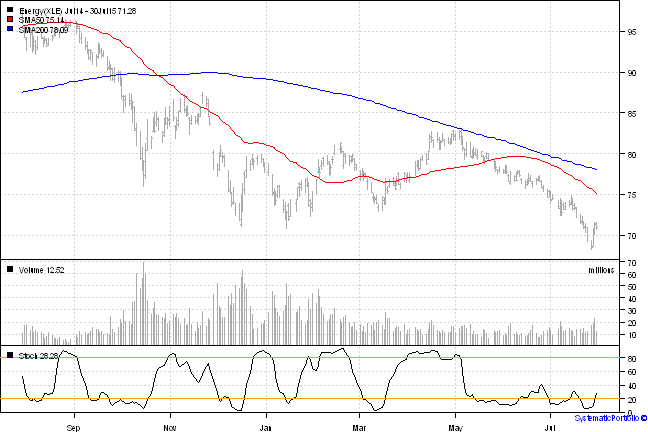 Energy(XLE) Jul14 - 30Jul15 71.28
SMA50 75.14
SMA200 78.09
95
90
85
80
75
70
Volume 12.52
millions
70
60
50
40
30
20
10
Stoch 28.28
80
60
40
20
0
Sep
Nov
Jan
Mar
May
Jul
SystematicPortfolio ©